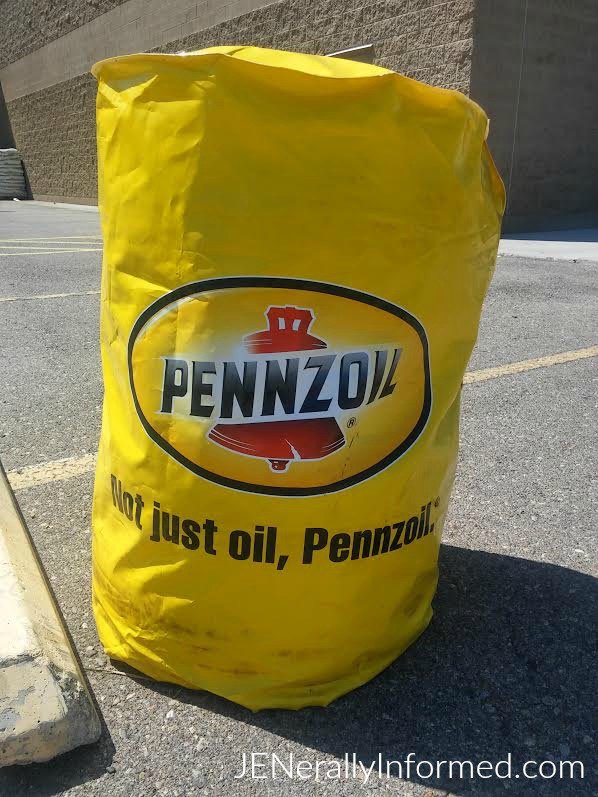 PENNZOIL
®
Not just oil, Pennzoil.®
JENerallyInformed.com